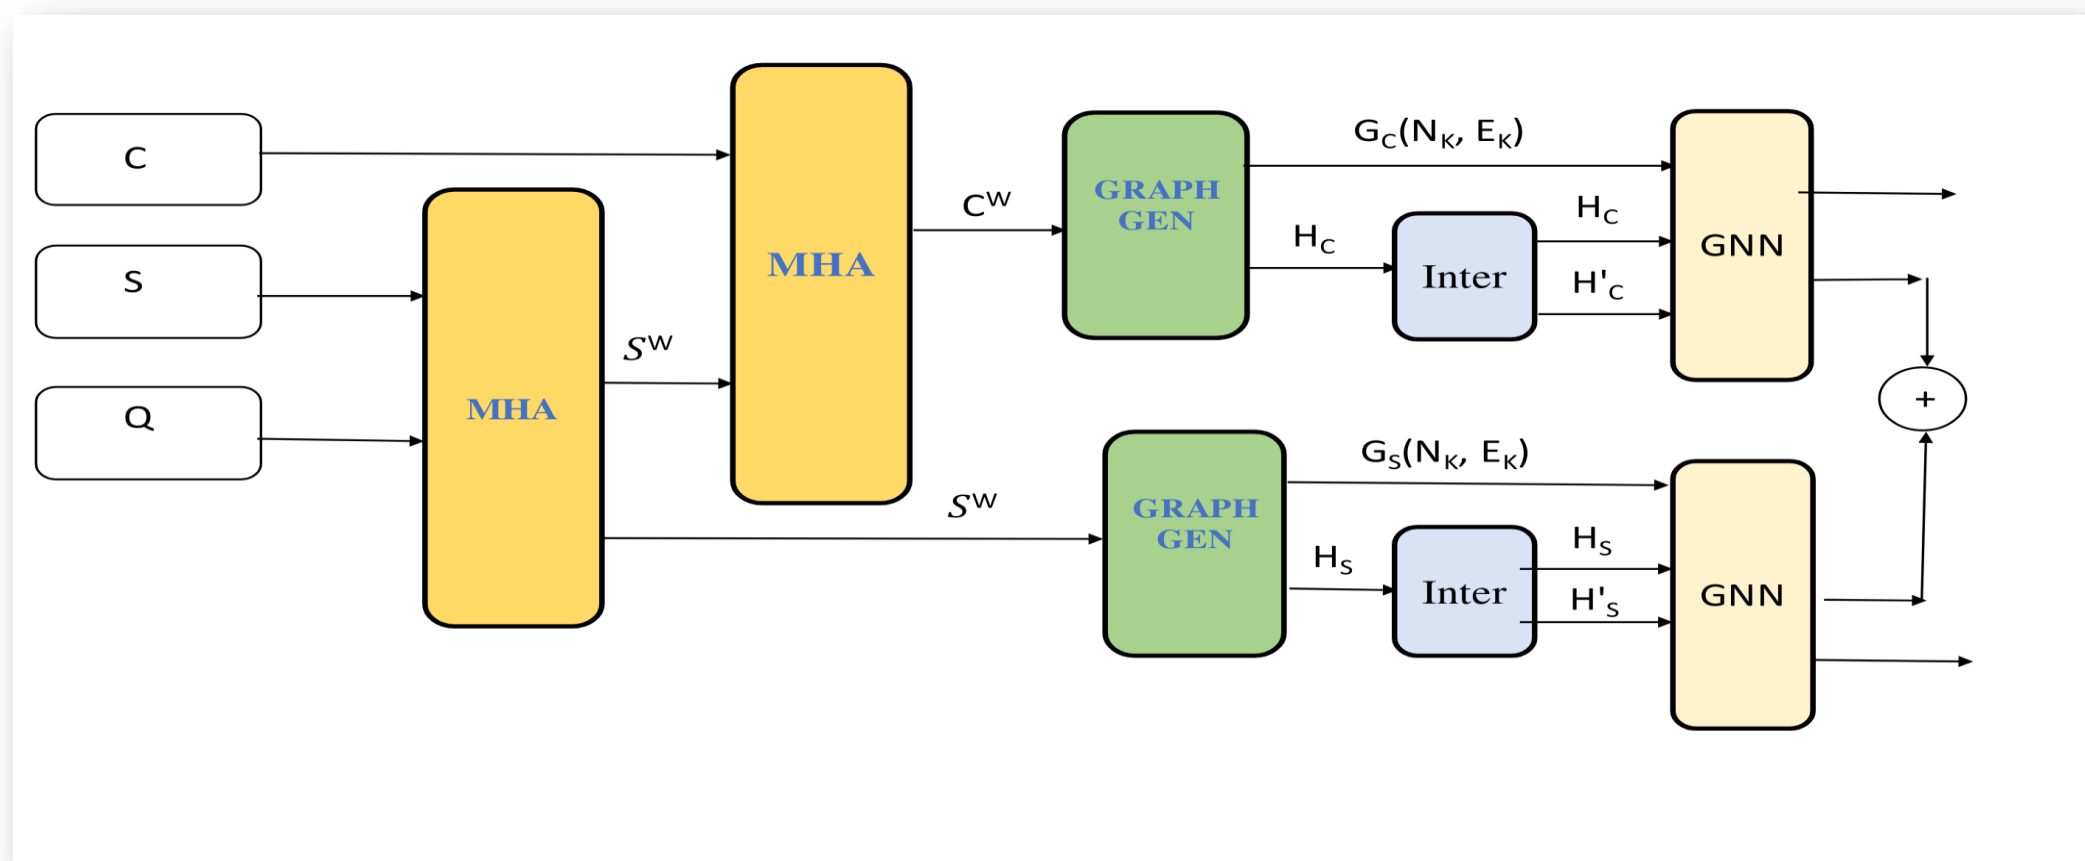 C
S
Q
MHA
S^W
MHA
C^W
S^W
GRAPH
GEN
G_C(N_K, E_K)
H_C
Inter
H_C
H'_C
GNN
+
GRAPH
GEN
G_S(N_K, E_K)
H_S
Inter
H_S
H'_S
GNN